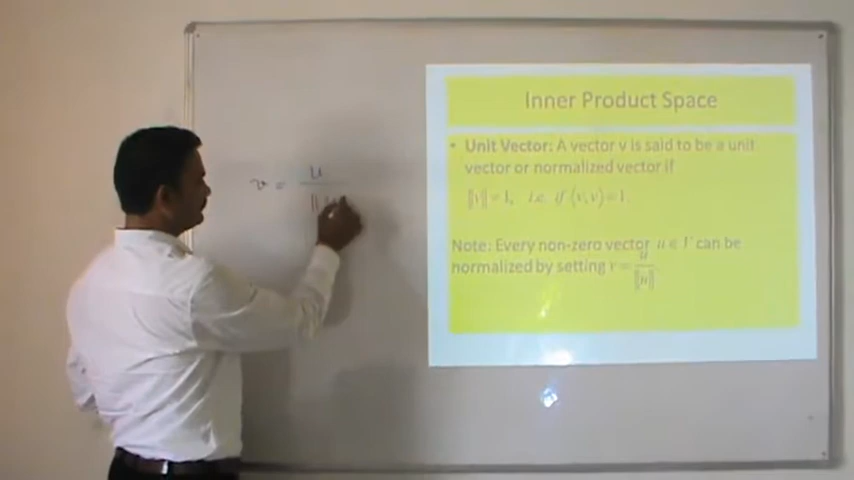 v = u / ||u
Inner Product Space
• Unit Vector: A vector v is said to be a unit
vector or normalized vector if
||v|| = 1, i.e. if ⟨v, v⟩ = 1.
Note: Every non-zero vector u ∈ V can be
normalized by setting v = u / ||u||